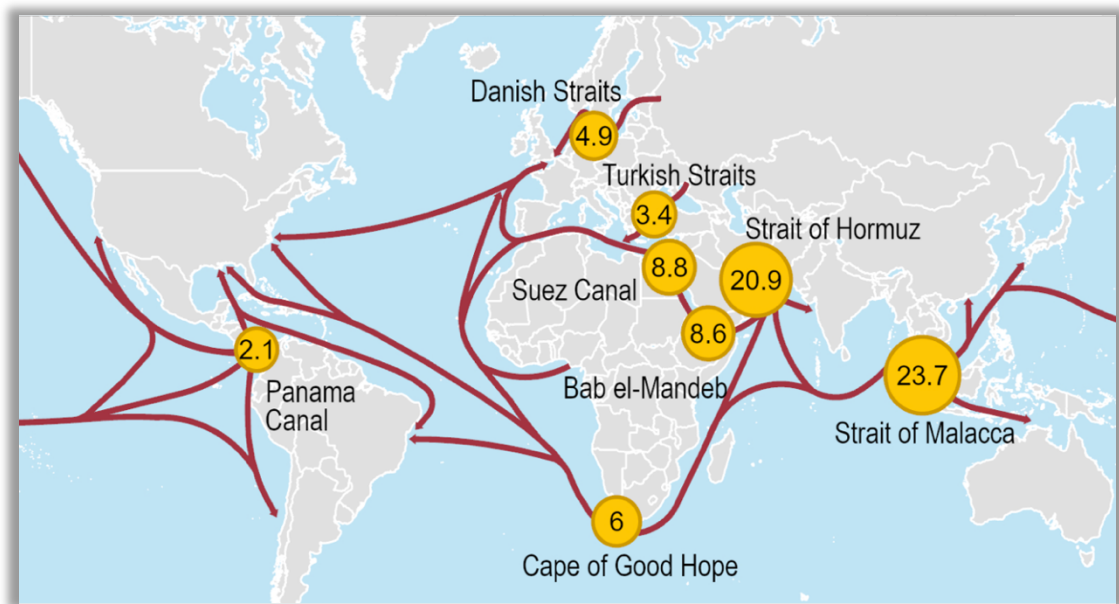 Danish Straits
4.9
Turkish Straits
3.4
Strait of Hormuz
8.8
20.9
Suez Canal
8.6
2.1
Bab el-Mandeb
23.7
Panama
Canal
Strait of Malacca
6
Cape of Good Hope